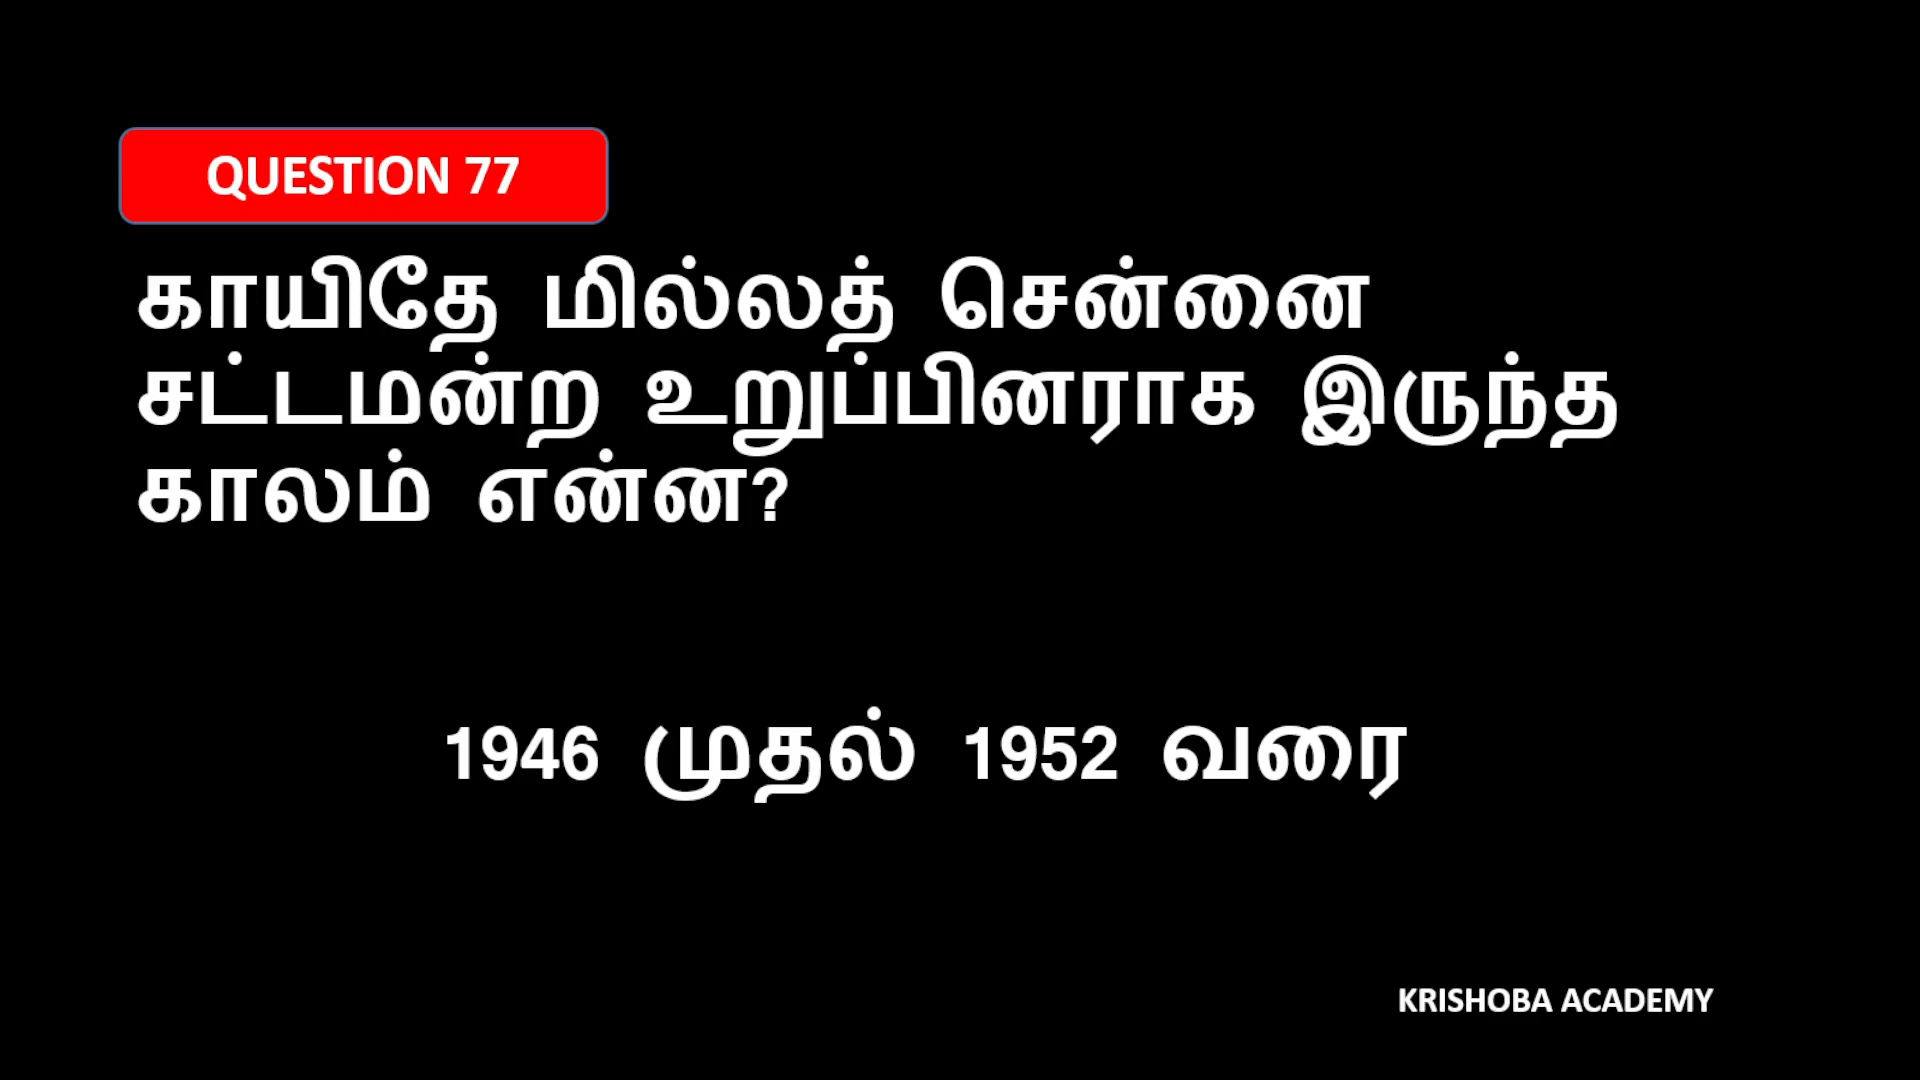 QUESTION 77
காயிதே மில்லத் சென்னை
சட்டமன்ற உறுப்பினராக இருந்த
காலம் என்ன?
1946 முதல் 1952 வரை
KRISHOBA ACADEMY